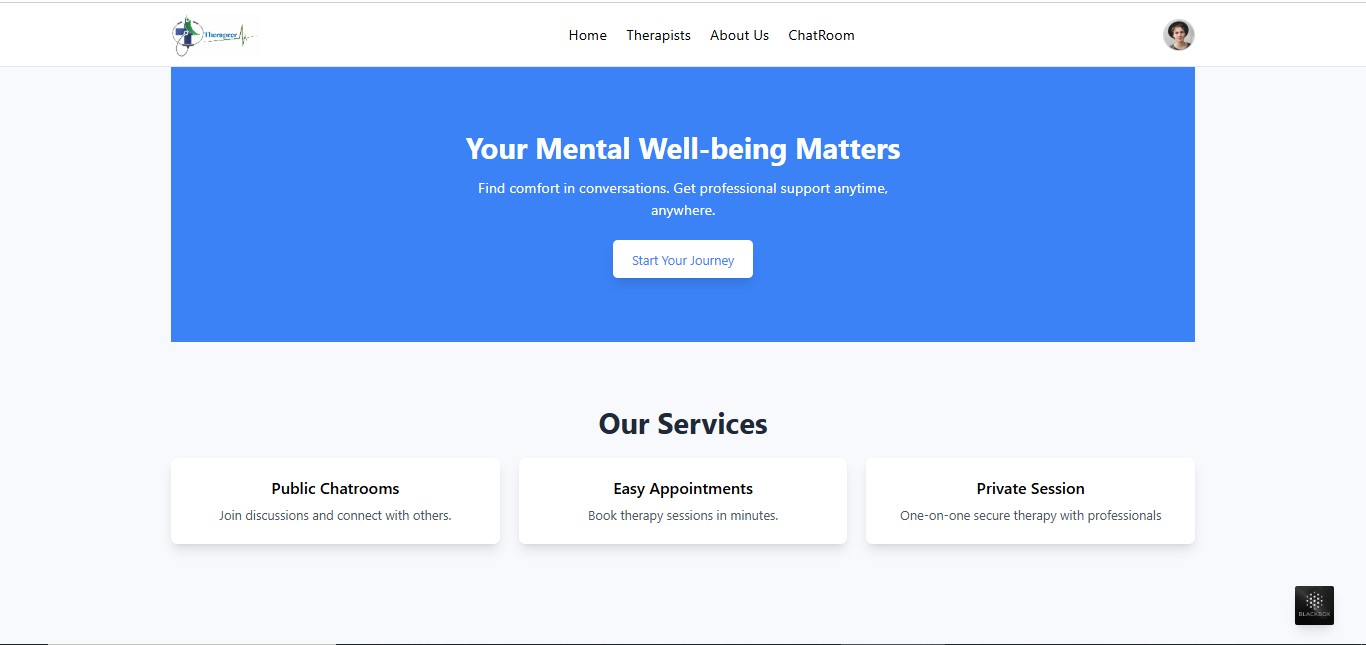 Home Therapists About Us ChatRoom
Your Mental Well-being Matters
Find comfort in conversations. Get professional support anytime,
anywhere.
Start Your Journey
Our Services
Public Chatrooms
Join discussions and connect with others.
Easy Appointments
Book therapy sessions in minutes.
Private Session
One-on-one secure therapy with professionals
BLACKBOX